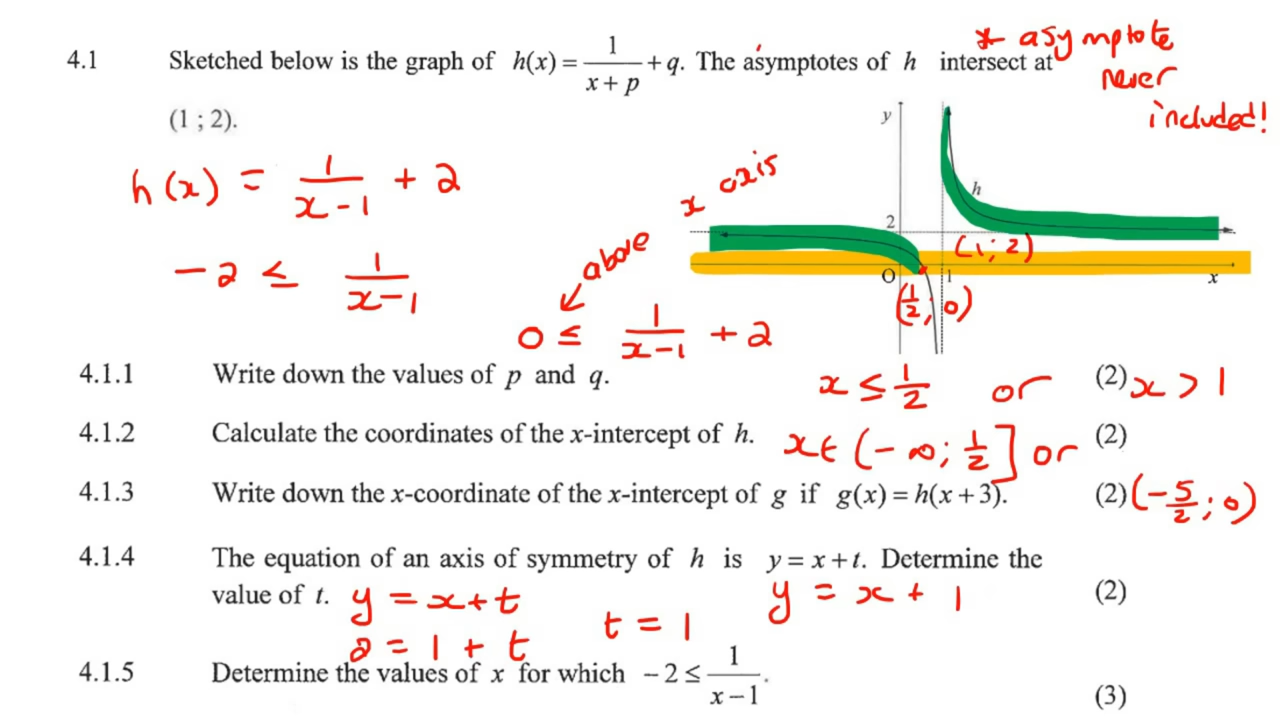 4.1 Sketched below is the graph of h(x) = 1/(x + p) + q. The asymptotes of h intersect at
(1 ; 2).
* asymptote
never
included!
h(x) = 1/(x-1) + 2
-2 ≤ 1/(x-1)
0 ≤ 1/(x-1) + 2
above
x axis
y
h
2
(1; 2)
O
1
x
(1/2; 0)
4.1.1 Write down the values of p and q. (2)
x ≤ 1/2 or x > 1
4.1.2 Calculate the coordinates of the x-intercept of h. (2)
x ∈ (-∞; 1/2] or
4.1.3 Write down the x-coordinate of the x-intercept of g if g(x) = h(x + 3). (2)
(-5/2; 0)
4.1.4 The equation of an axis of symmetry of h is y = x + t. Determine the
value of t. (2)
y = x + t
2 = 1 + t
t = 1
y = x + 1
4.1.5 Determine the values of x for which -2 ≤ 1/(x - 1). (3)